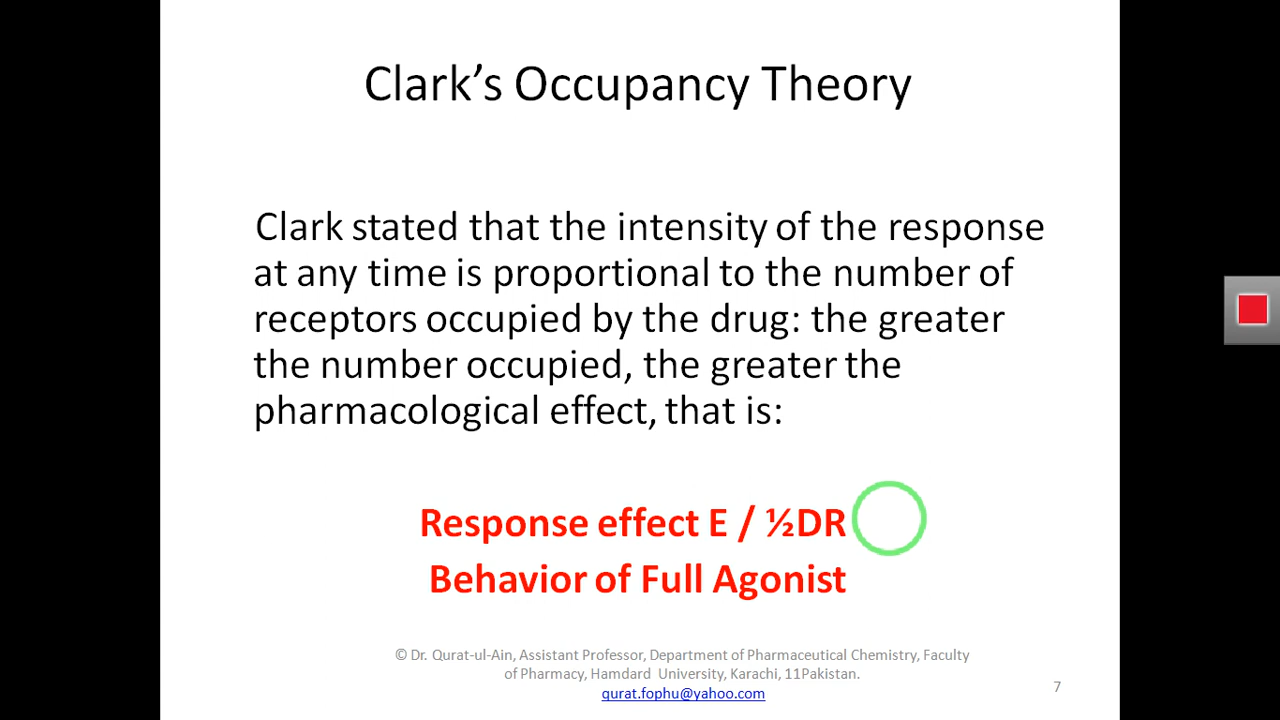 Clark’s Occupancy Theory
Clark stated that the intensity of the response
at any time is proportional to the number of
receptors occupied by the drug: the greater
the number occupied, the greater the
pharmacological effect, that is:
Response effect E / ½DR
Behavior of Full Agonist
© Dr. Qurat-ul-Ain, Assistant Professor, Department of Pharmaceutical Chemistry, Faculty
of Pharmacy, Hamdard University, Karachi, 11Pakistan.
qurat.fophu@yahoo.com
7